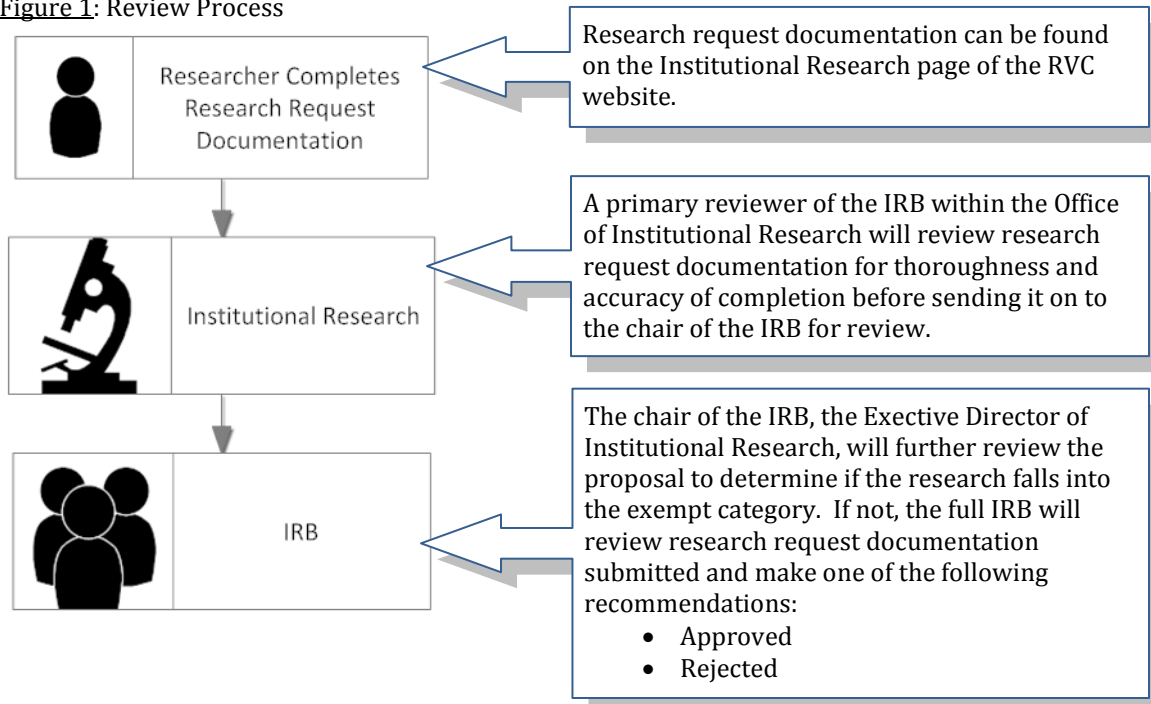 Figure 1: Review Process
Researcher Completes
Research Request
Documentation
Research request documentation can be found
on the Institutional Research page of the RVC
website.
Institutional Research
A primary reviewer of the IRB within the Office
of Institutional Research will review research
request documentation for thoroughness and
accuracy of completion before sending it on to
the chair of the IRB for review.
IRB
The chair of the IRB, the Exective Director of
Institutional Research, will further review the
proposal to determine if the research falls into
the exempt category.  If not, the full IRB will
review research request documentation
submitted and make one of the following
recommendations:
• Approved
• Rejected